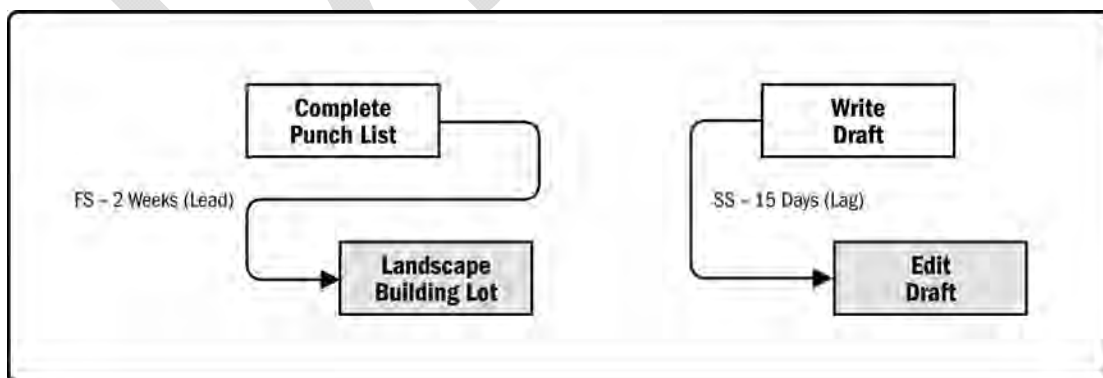 Complete
Punch List
FS – 2 Weeks (Lead)
Landscape
Building Lot
Write
Draft
SS – 15 Days (Lag)
Edit
Draft